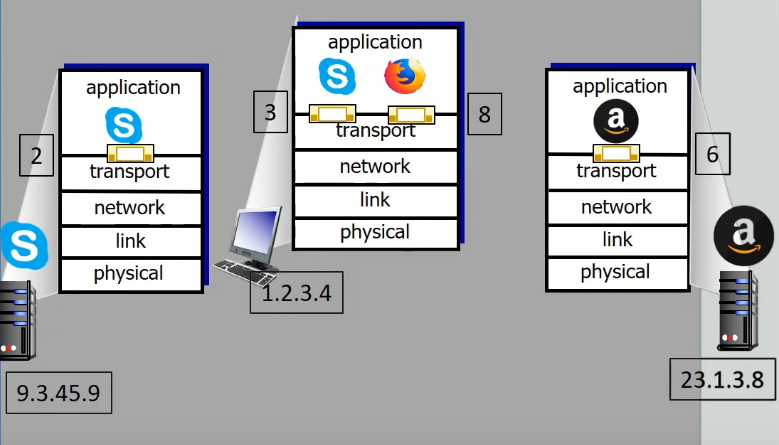 application
2
transport
network
link
physical
9.3.45.9
application
3
8
transport
network
link
physical
1.2.3.4
application
6
transport
network
link
physical
23.1.3.8